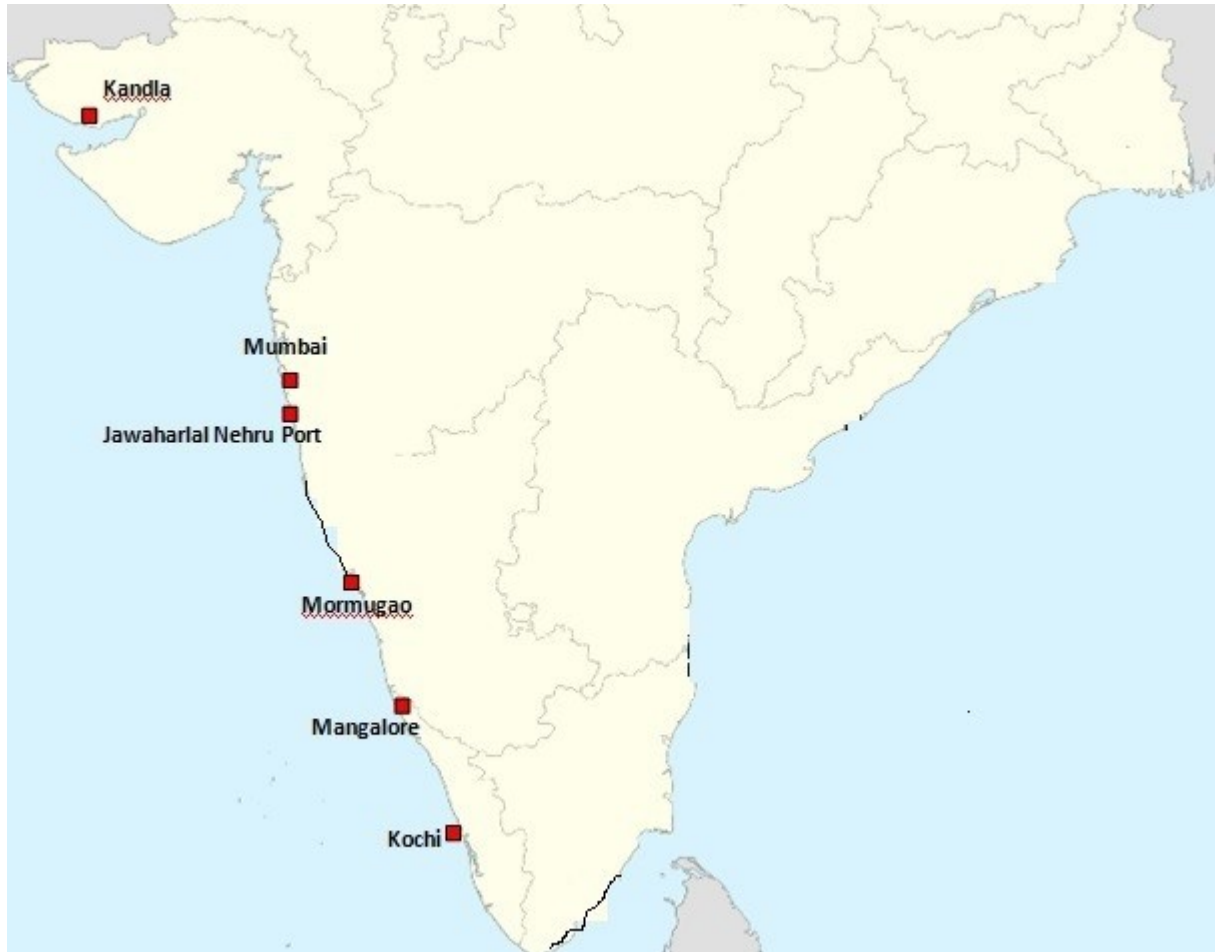 Kandla
Mumbai
Jawaharlal Nehru Port
Mormugao
Mangalore
Kochi